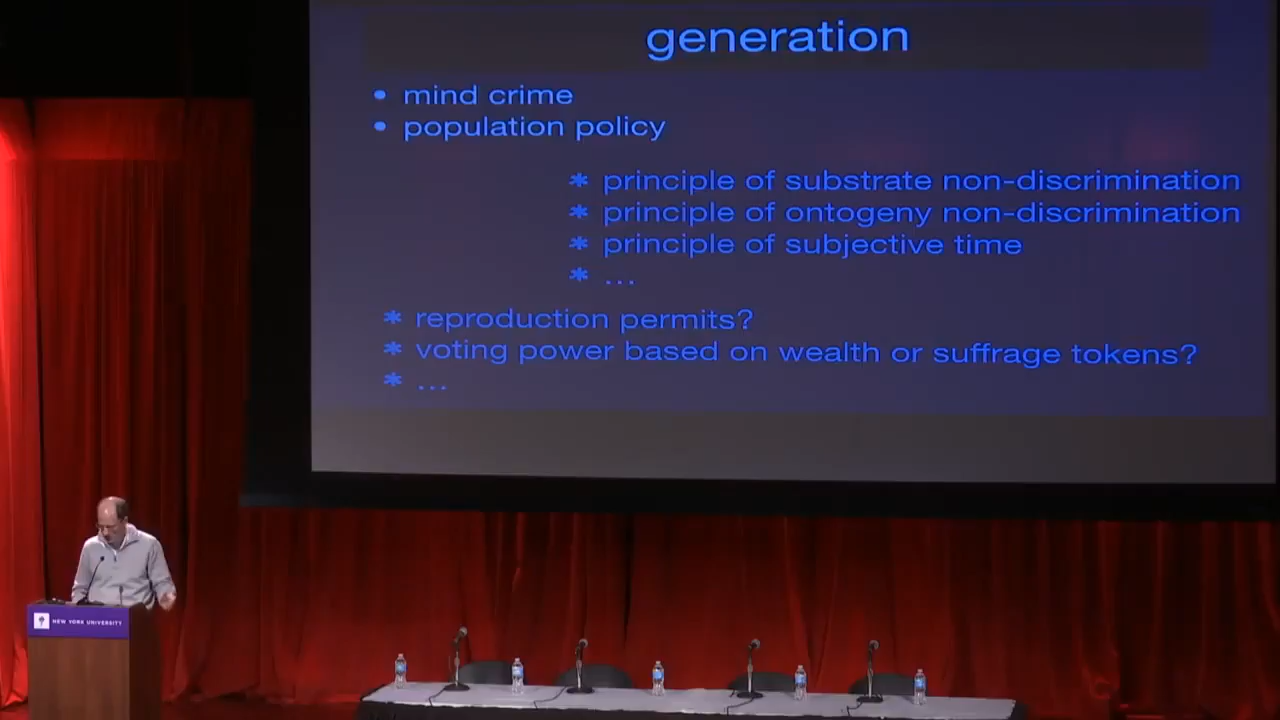 generation
• mind crime
• population policy
* principle of substrate non-discrimination
* principle of ontogeny non-discrimination
* principle of subjective time
* ...
* reproduction permits?
* voting power based on wealth or suffrage tokens?
* ...
NEW YORK UNIVERSITY